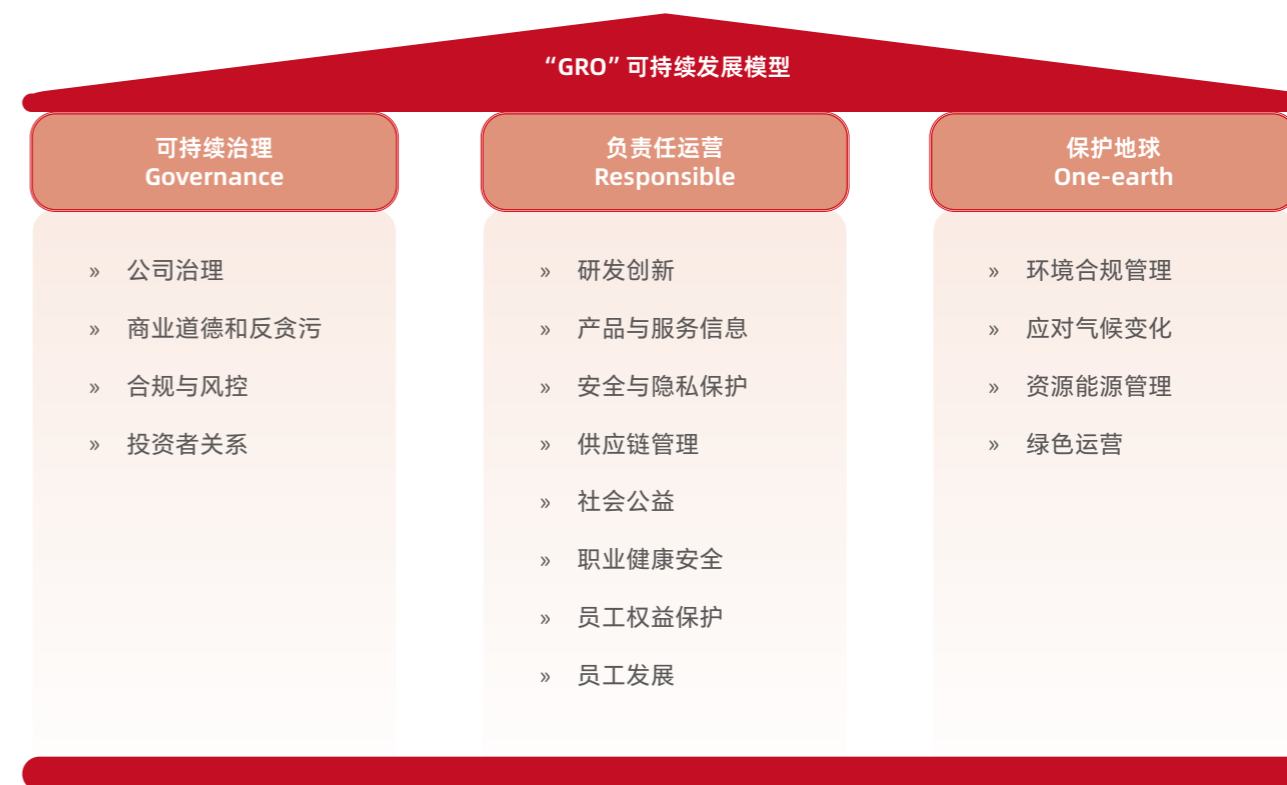 “GRO”可持续发展模型
可持续治理
Governance
» 公司治理
» 商业道德和反贪污
» 合规与风控
» 投资者关系
负责任运营
Responsible
» 研发创新
» 产品与服务信息
» 安全与隐私保护
» 供应链管理
» 社会公益
» 职业健康安全
» 员工权益保护
» 员工发展
保护地球
One-earth
» 环境合规管理
» 应对气候变化
» 资源能源管理
» 绿色运营